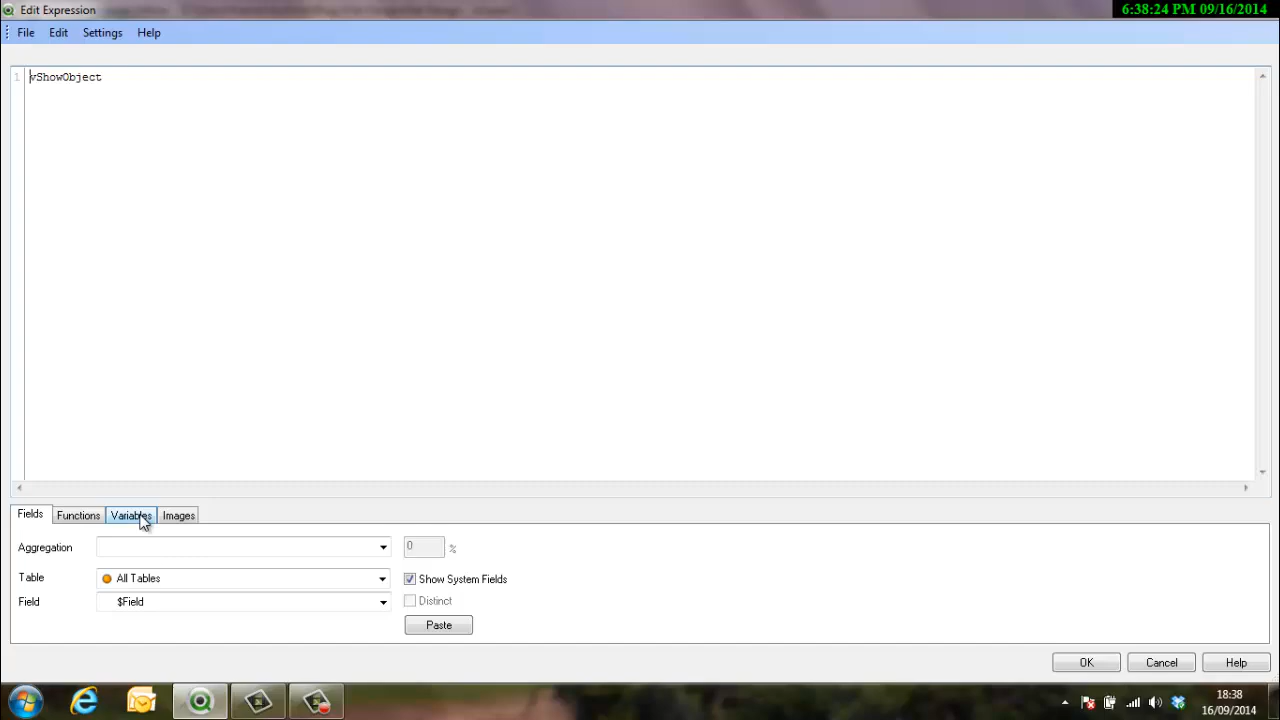 Edit Expression
6:38:24 PM 09/16/2014
File Edit Settings Help
1 vShowObject
Fields Functions Variables Images
Aggregation 0 %
Table All Tables Show System Fields
Field $Field Distinct
Paste
OK Cancel Help
18:38
16/09/2014